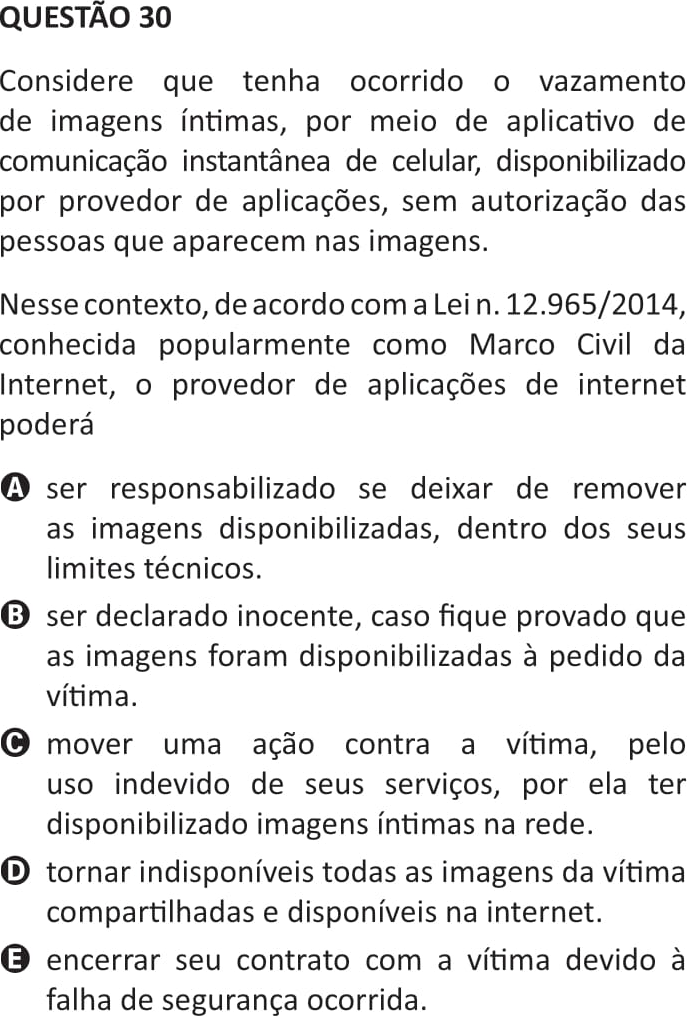 QUESTÃO 30
Considere que tenha ocorrido o vazamento
de imagens íntimas, por meio de aplicativo de
comunicação instantânea de celular, disponibilizado
por provedor de aplicações, sem autorização das
pessoas que aparecem nas imagens.
Nesse contexto, de acordo com a Lei n. 12.965/2014,
conhecida popularmente como Marco Civil da
Internet, o provedor de aplicações de internet
poderá
A ser responsabilizado se deixar de remover
as imagens disponibilizadas, dentro dos seus
limites técnicos.
B ser declarado inocente, caso fique provado que
as imagens foram disponibilizadas à pedido da
vítima.
C mover uma ação contra a vítima, pelo
uso indevido de seus serviços, por ela ter
disponibilizado imagens íntimas na rede.
D tornar indisponíveis todas as imagens da vítima
compartilhadas e disponíveis na internet.
E encerrar seu contrato com a vítima devido à
falha de segurança ocorrida.